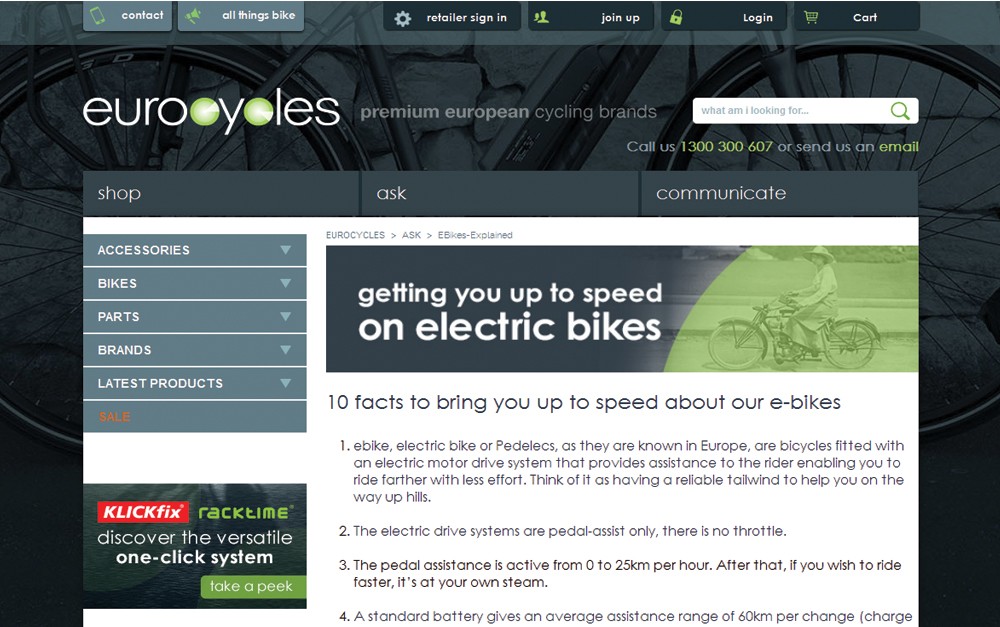 contact
all things bike
retailer sign in
join up
Login
Cart
eurocycles
premium european cycling brands
what am i looking for...
Call us 1300 300 607 or send us an email
shop
ask
communicate
ACCESSORIES
BIKES
PARTS
BRANDS
LATEST PRODUCTS
SALE
KLICKfix® racktime®
discover the versatile
one-click system
take a peek
EUROCYCLES > ASK > EBikes-Explained
getting you up to speed
on electric bikes
10 facts to bring you up to speed about our e-bikes
1. ebike, electric bike or Pedelecs, as they are known in Europe, are bicycles fitted with
an electric motor drive system that provides assistance to the rider enabling you to
ride farther with less effort. Think of it as having a reliable tailwind to help you on the
way up hills.
2. The electric drive systems are pedal-assist only, there is no throttle.
3. The pedal assistance is active from 0 to 25km per hour. After that, if you wish to ride
faster, it's at your own steam.
4. A standard battery gives an average assistance range of 60km per change (charge